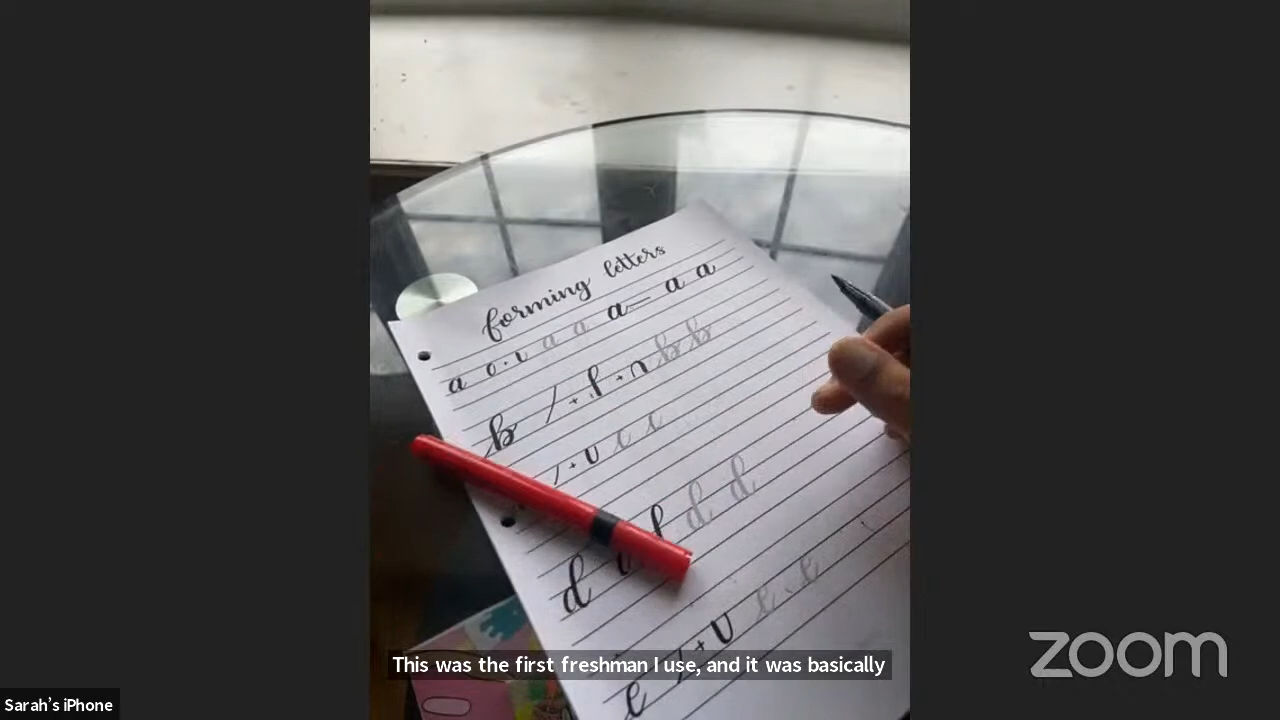 forming letters
a o + ι a a a — a a
b / + l + n b b
/ + υ c c
d l d d
e / + υ e e
This was the first freshman I use, and it was basically
zoom
Sarah's iPhone